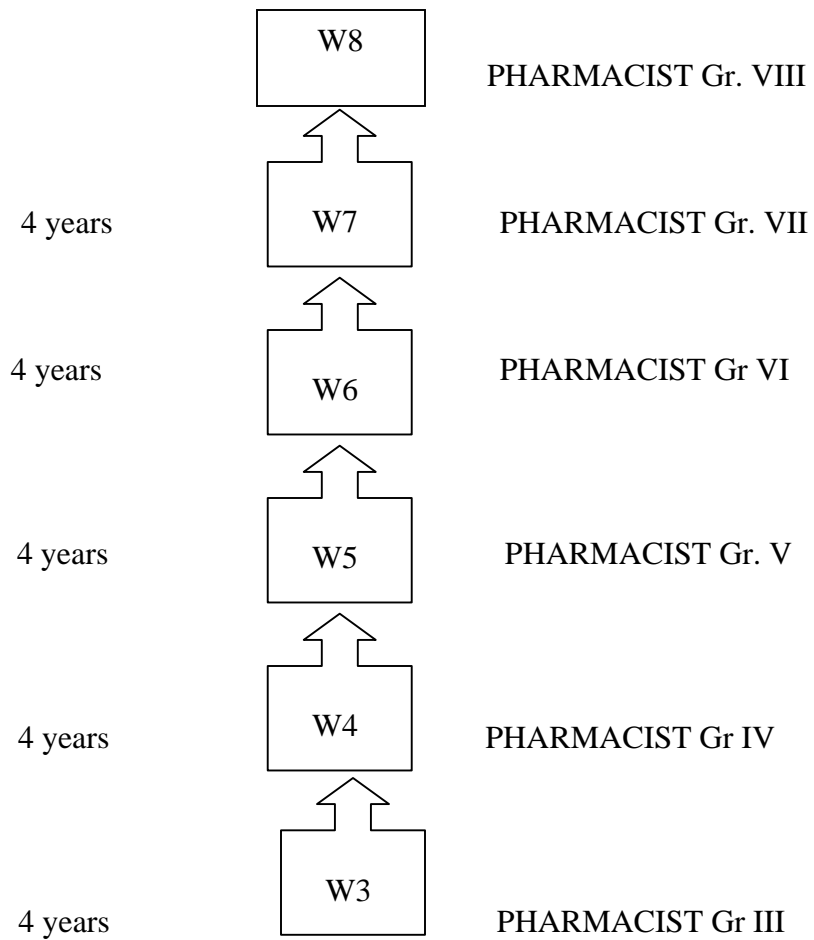 W8
PHARMACIST Gr. VIII
4 years W7 PHARMACIST Gr. VII
4 years W6 PHARMACIST Gr VI
4 years W5 PHARMACIST Gr. V
4 years W4 PHARMACIST Gr IV
4 years W3 PHARMACIST Gr III